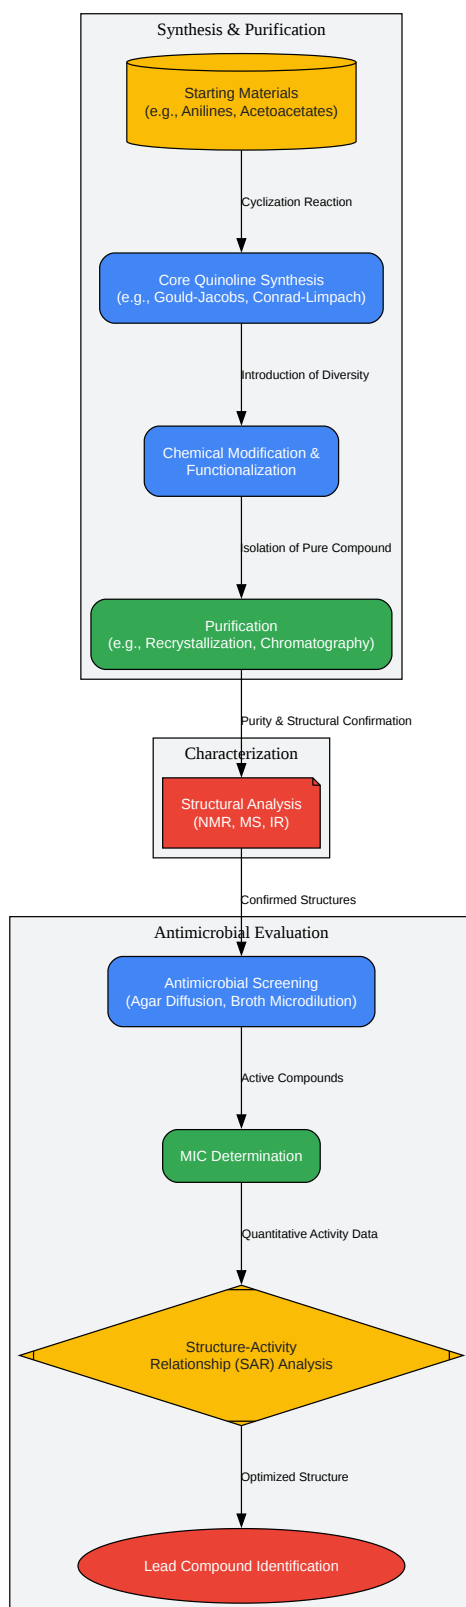 Synthesis & Purification
Starting Materials
(e.g., Anilines, Acetoacetates)
Cyclization Reaction
Core Quinoline Synthesis
(e.g., Gould-Jacobs, Conrad-Limpach)
Introduction of Diversity
Chemical Modification &
Functionalization
Isolation of Pure Compound
Purification
(e.g., Recrystallization, Chromatography)
Purity & Structural Confirmation
Characterization
Structural Analysis
(NMR, MS, IR)
Confirmed Structures
Antimicrobial Evaluation
Antimicrobial Screening
(Agar Diffusion, Broth Microdilution)
Active Compounds
MIC Determination
Quantitative Activity Data
Structure-Activity
Relationship (SAR) Analysis
Optimized Structure
Lead Compound Identification